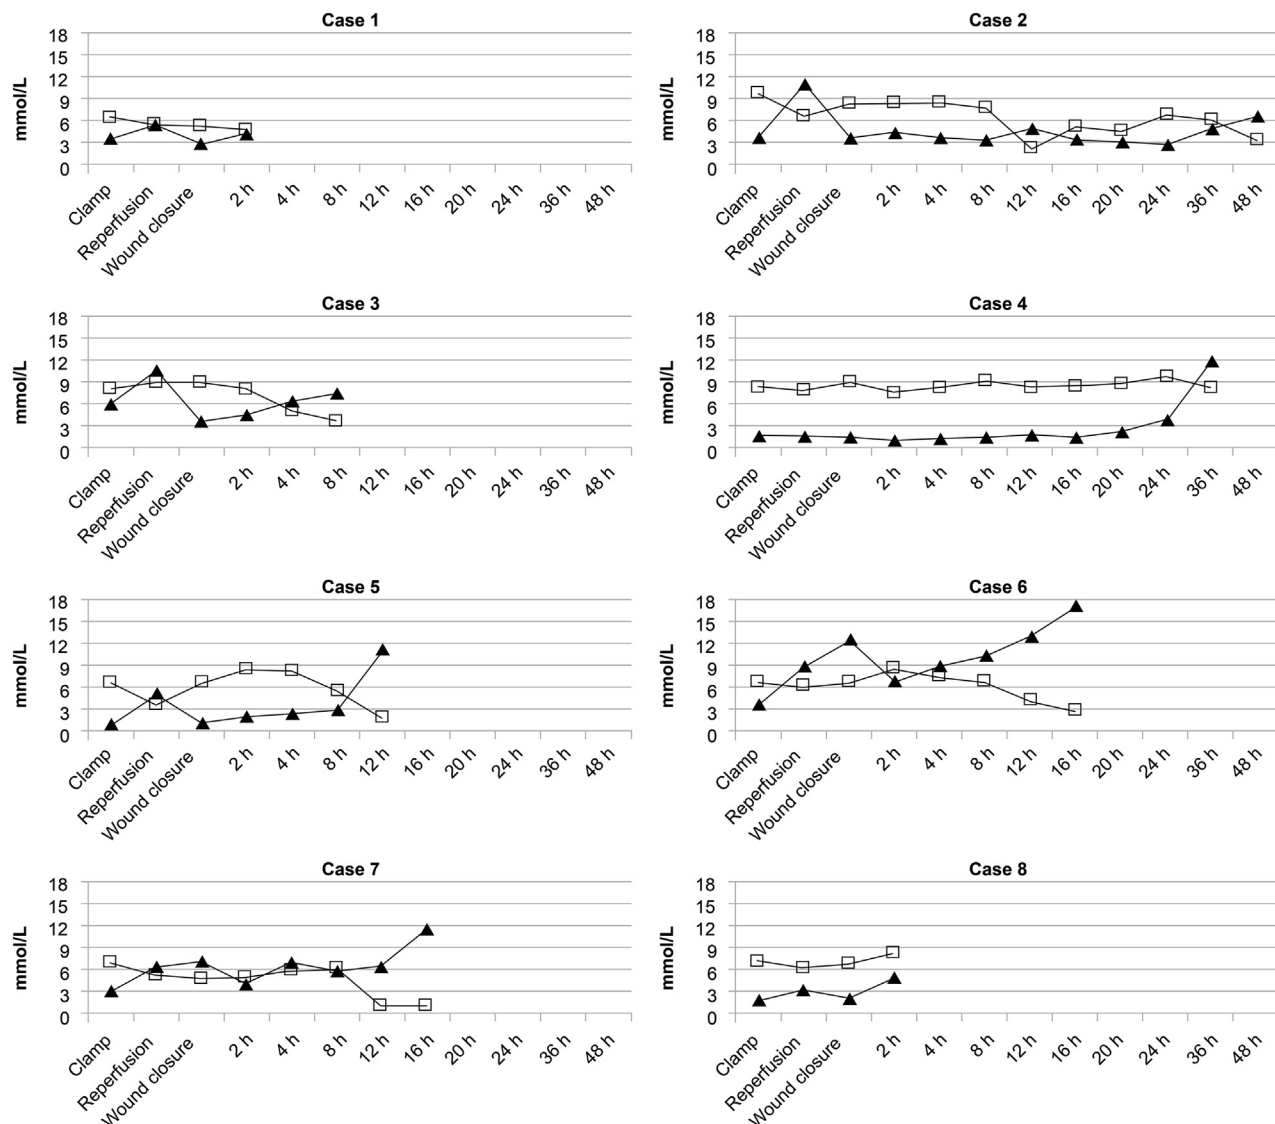 Case 1
mmol/L
18
15
12
9
6
3
0
Clamp
Reperfusion
Wound closure
2 h
4 h
8 h
12 h
16 h
20 h
24 h
36 h
48 h
Case 2
mmol/L
18
15
12
9
6
3
0
Clamp
Reperfusion
Wound closure
2 h
4 h
8 h
12 h
16 h
20 h
24 h
36 h
48 h
Case 3
mmol/L
18
15
12
9
6
3
0
Clamp
Reperfusion
Wound closure
2 h
4 h
8 h
12 h
16 h
20 h
24 h
36 h
48 h
Case 4
mmol/L
18
15
12
9
6
3
0
Clamp
Reperfusion
Wound closure
2 h
4 h
8 h
12 h
16 h
20 h
24 h
36 h
48 h
Case 5
mmol/L
18
15
12
9
6
3
0
Clamp
Reperfusion
Wound closure
2 h
4 h
8 h
12 h
16 h
20 h
24 h
36 h
48 h
Case 6
mmol/L
18
15
12
9
6
3
0
Clamp
Reperfusion
Wound closure
2 h
4 h
8 h
12 h
16 h
20 h
24 h
36 h
48 h
Case 7
mmol/L
18
15
12
9
6
3
0
Clamp
Reperfusion
Wound closure
2 h
4 h
8 h
12 h
16 h
20 h
24 h
36 h
48 h
Case 8
mmol/L
18
15
12
9
6
3
0
Clamp
Reperfusion
Wound closure
2 h
4 h
8 h
12 h
16 h
20 h
24 h
36 h
48 h